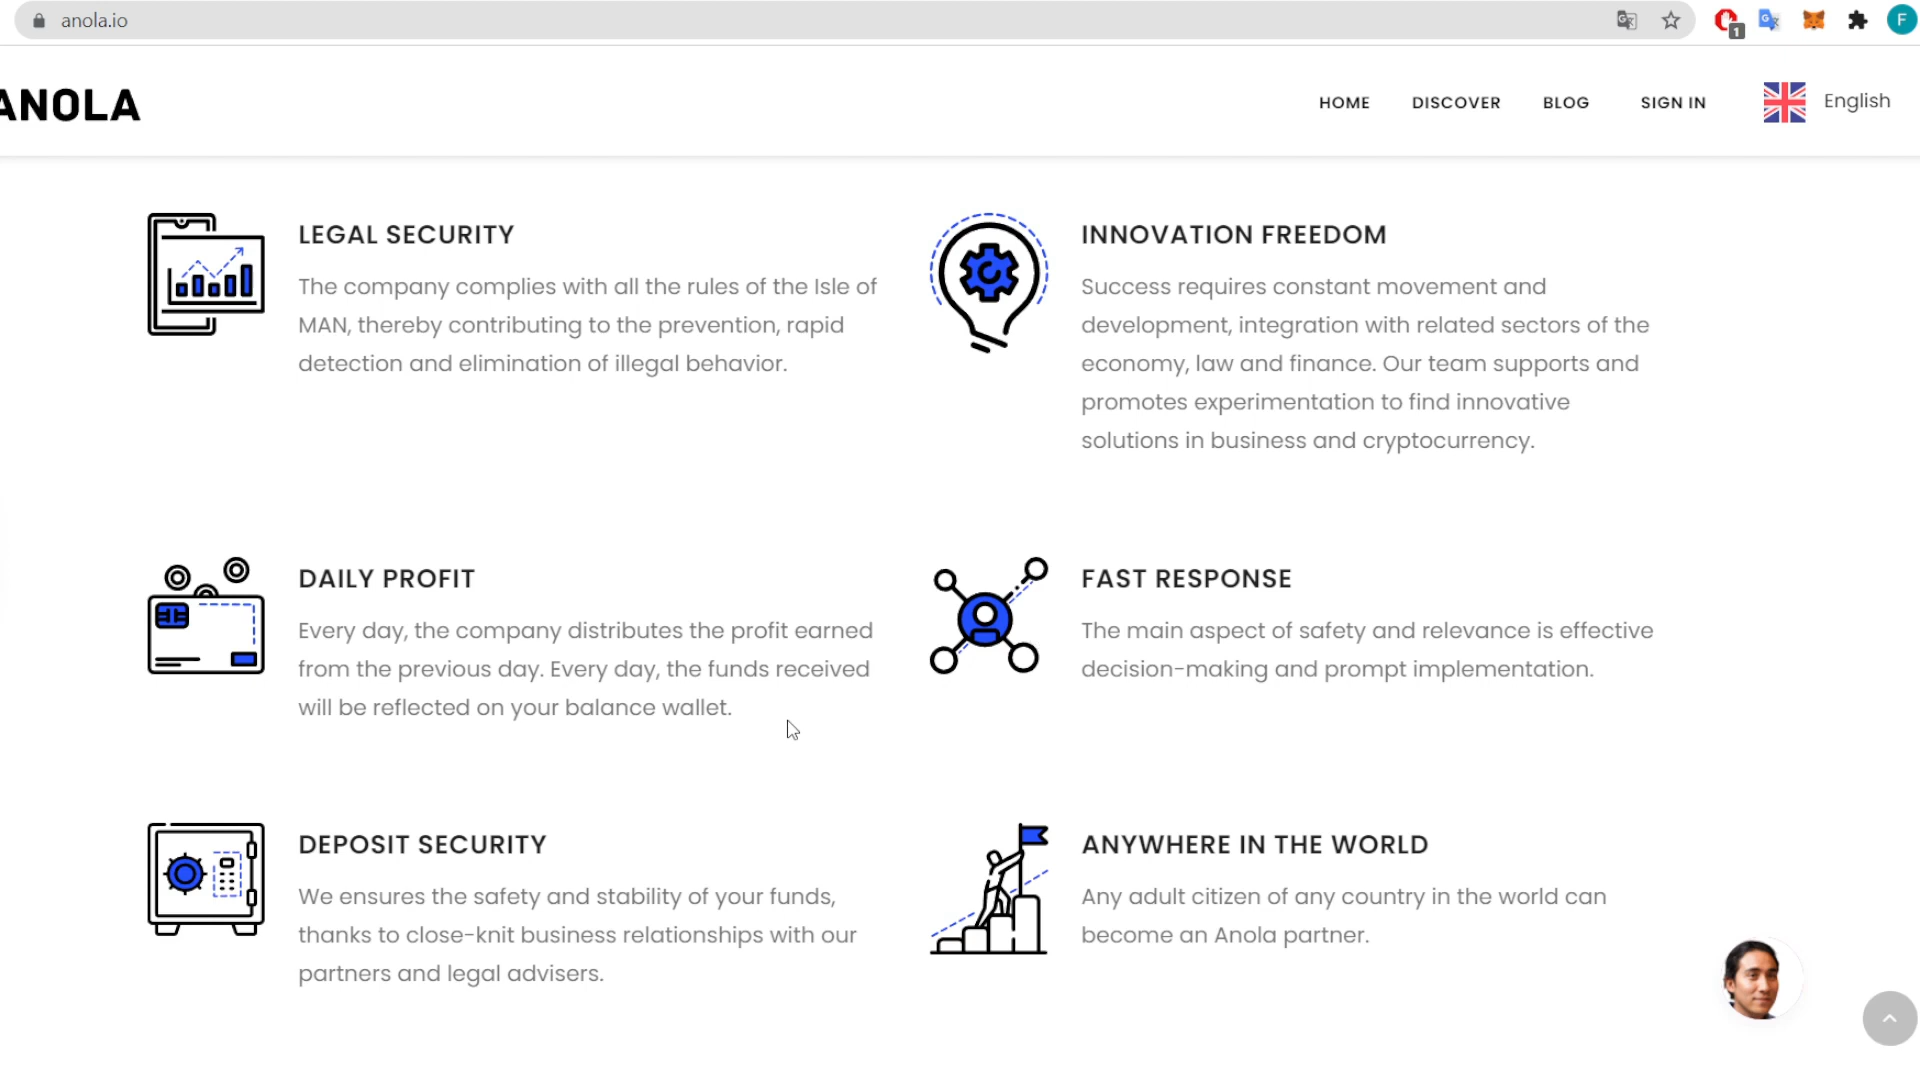 anola.io
1
F
ANOLA
HOME
DISCOVER
BLOG
SIGN IN
English
LEGAL SECURITY
The company complies with all the rules of the Isle of
MAN, thereby contributing to the prevention, rapid
detection and elimination of illegal behavior.
INNOVATION FREEDOM
Success requires constant movement and
development, integration with related sectors of the
economy, law and finance. Our team supports and
promotes experimentation to find innovative
solutions in business and cryptocurrency.
DAILY PROFIT
Every day, the company distributes the profit earned
from the previous day. Every day, the funds received
will be reflected on your balance wallet.
FAST RESPONSE
The main aspect of safety and relevance is effective
decision-making and prompt implementation.
DEPOSIT SECURITY
We ensures the safety and stability of your funds,
thanks to close-knit business relationships with our
partners and legal advisers.
ANYWHERE IN THE WORLD
Any adult citizen of any country in the world can
become an Anola partner.